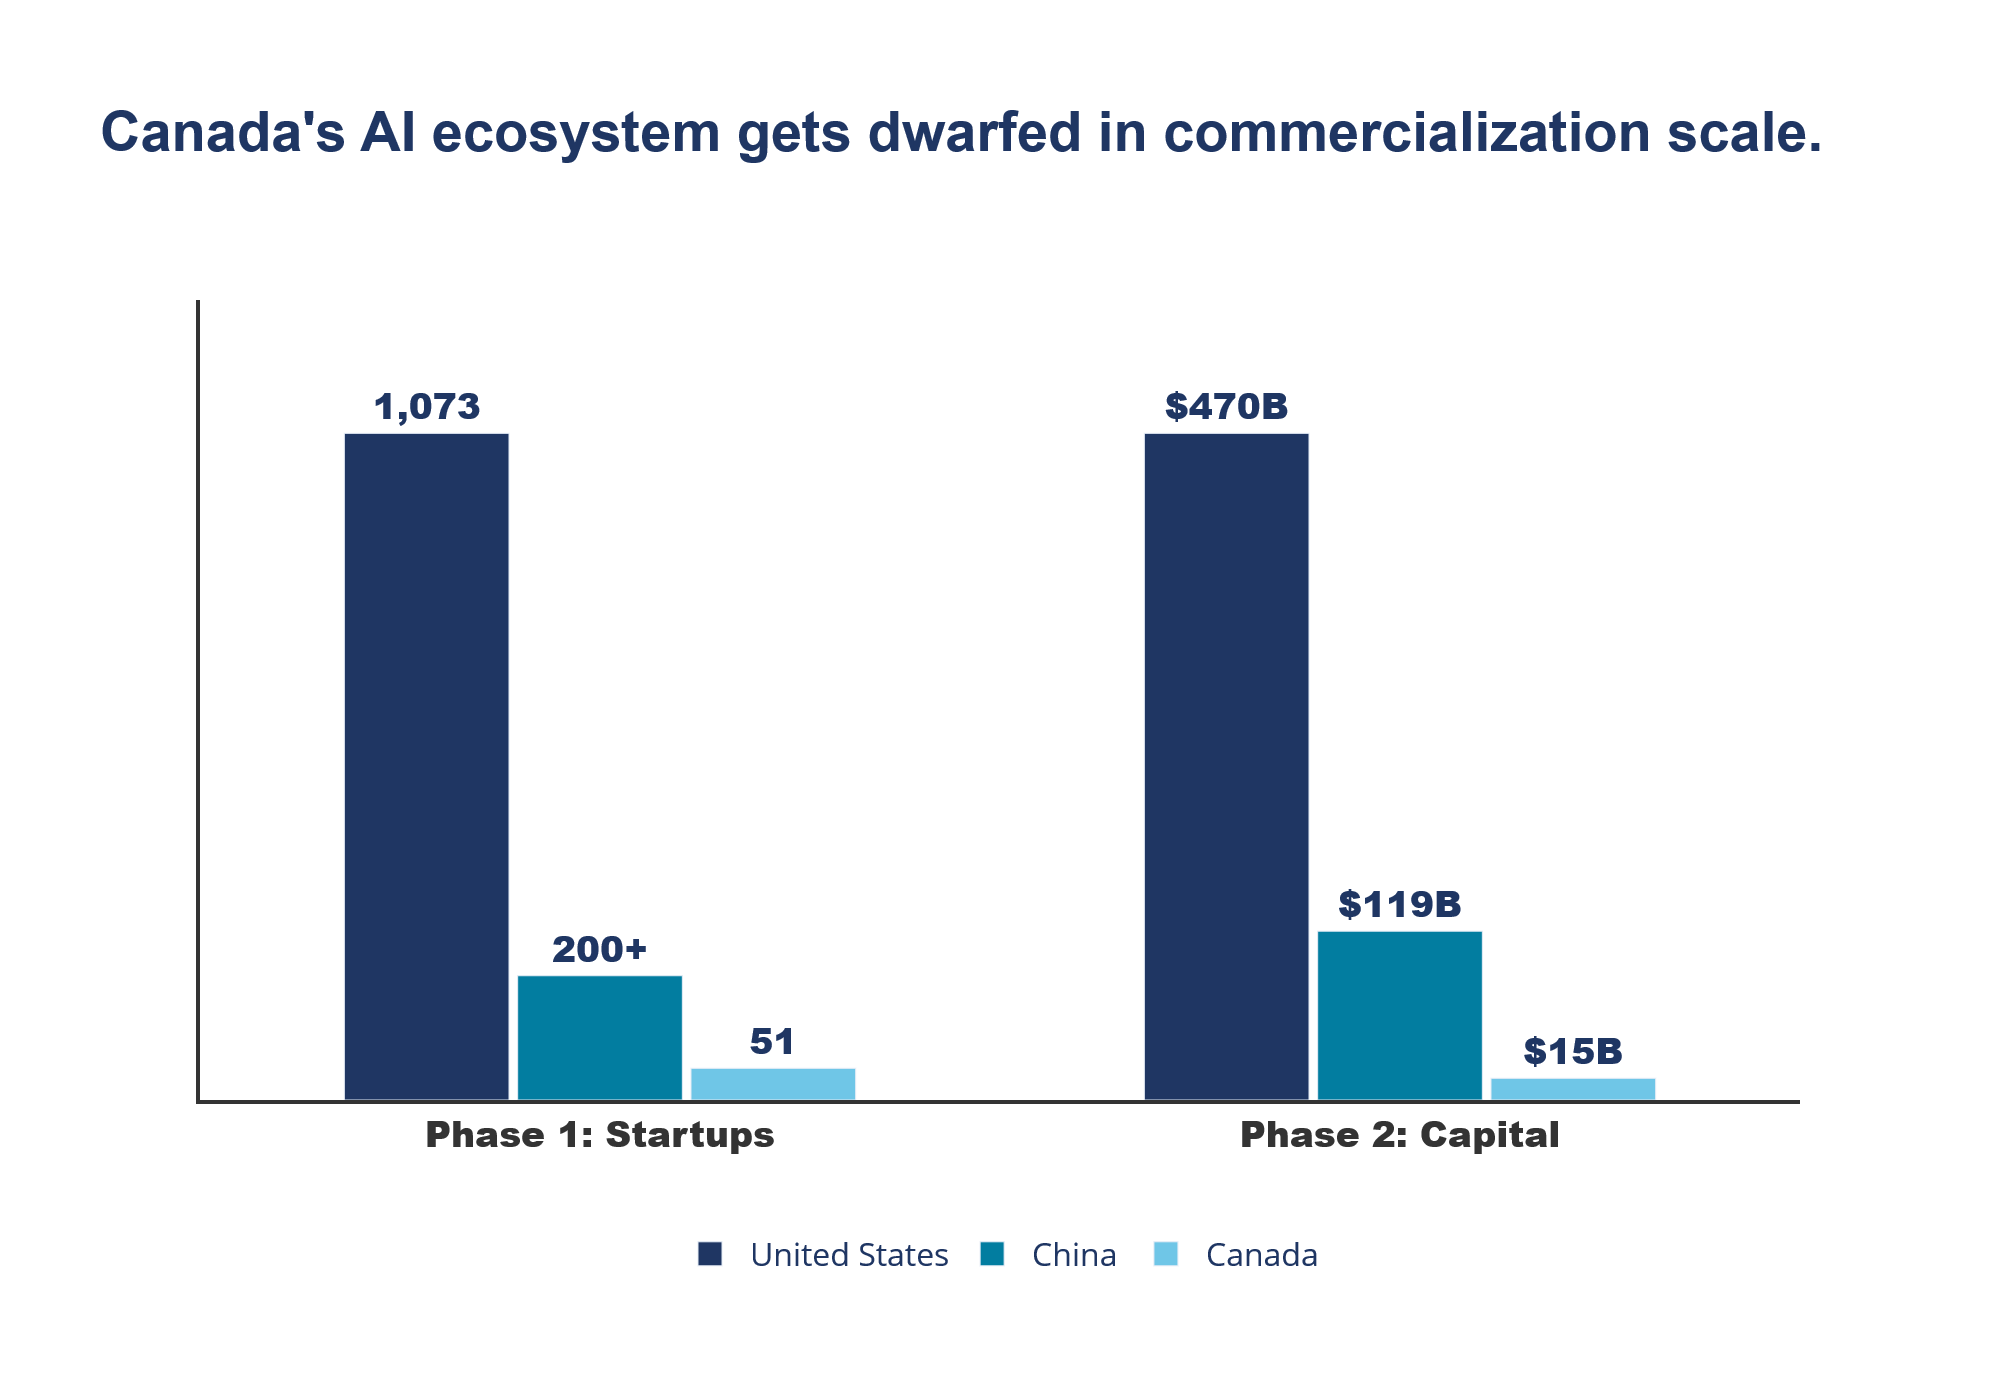 Canada's AI ecosystem gets dwarfed in commercialization scale.
1,073
200+
51
$470B
$119B
$15B
Phase 1: Startups
Phase 2: Capital
United States
China
Canada